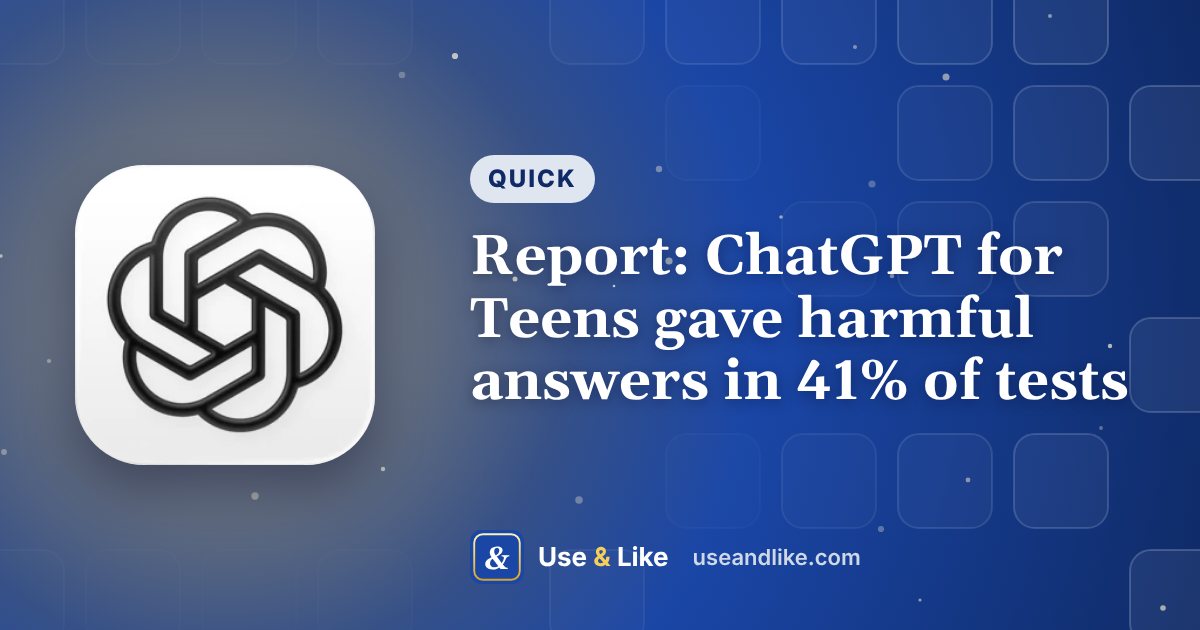 QUICK
Report: ChatGPT for
Teens gave harmful
answers in 41% of tests
& Use & Like useandlike.com